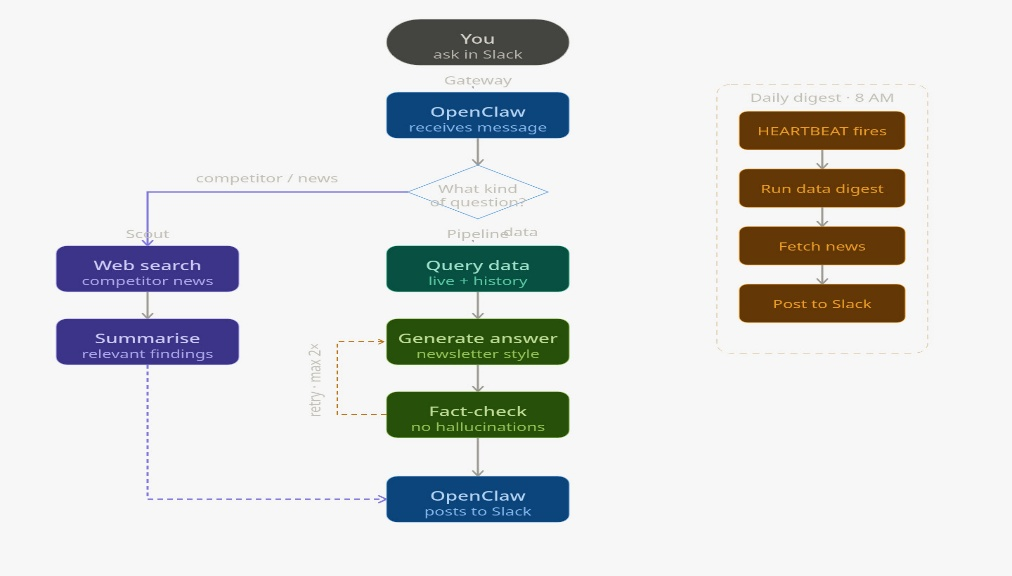 You
ask in Slack
Gateway
OpenClaw
receives message
What kind
of question?
competitor / news
Scout
Web search
competitor news
Summarise
relevant findings
Pipeline
data
Query data
live + history
Generate answer
newsletter style
retry · max 2×
Fact-check
no hallucinations
OpenClaw
posts to Slack
Daily digest · 8 AM
HEARTBEAT fires
Run data digest
Fetch news
Post to Slack